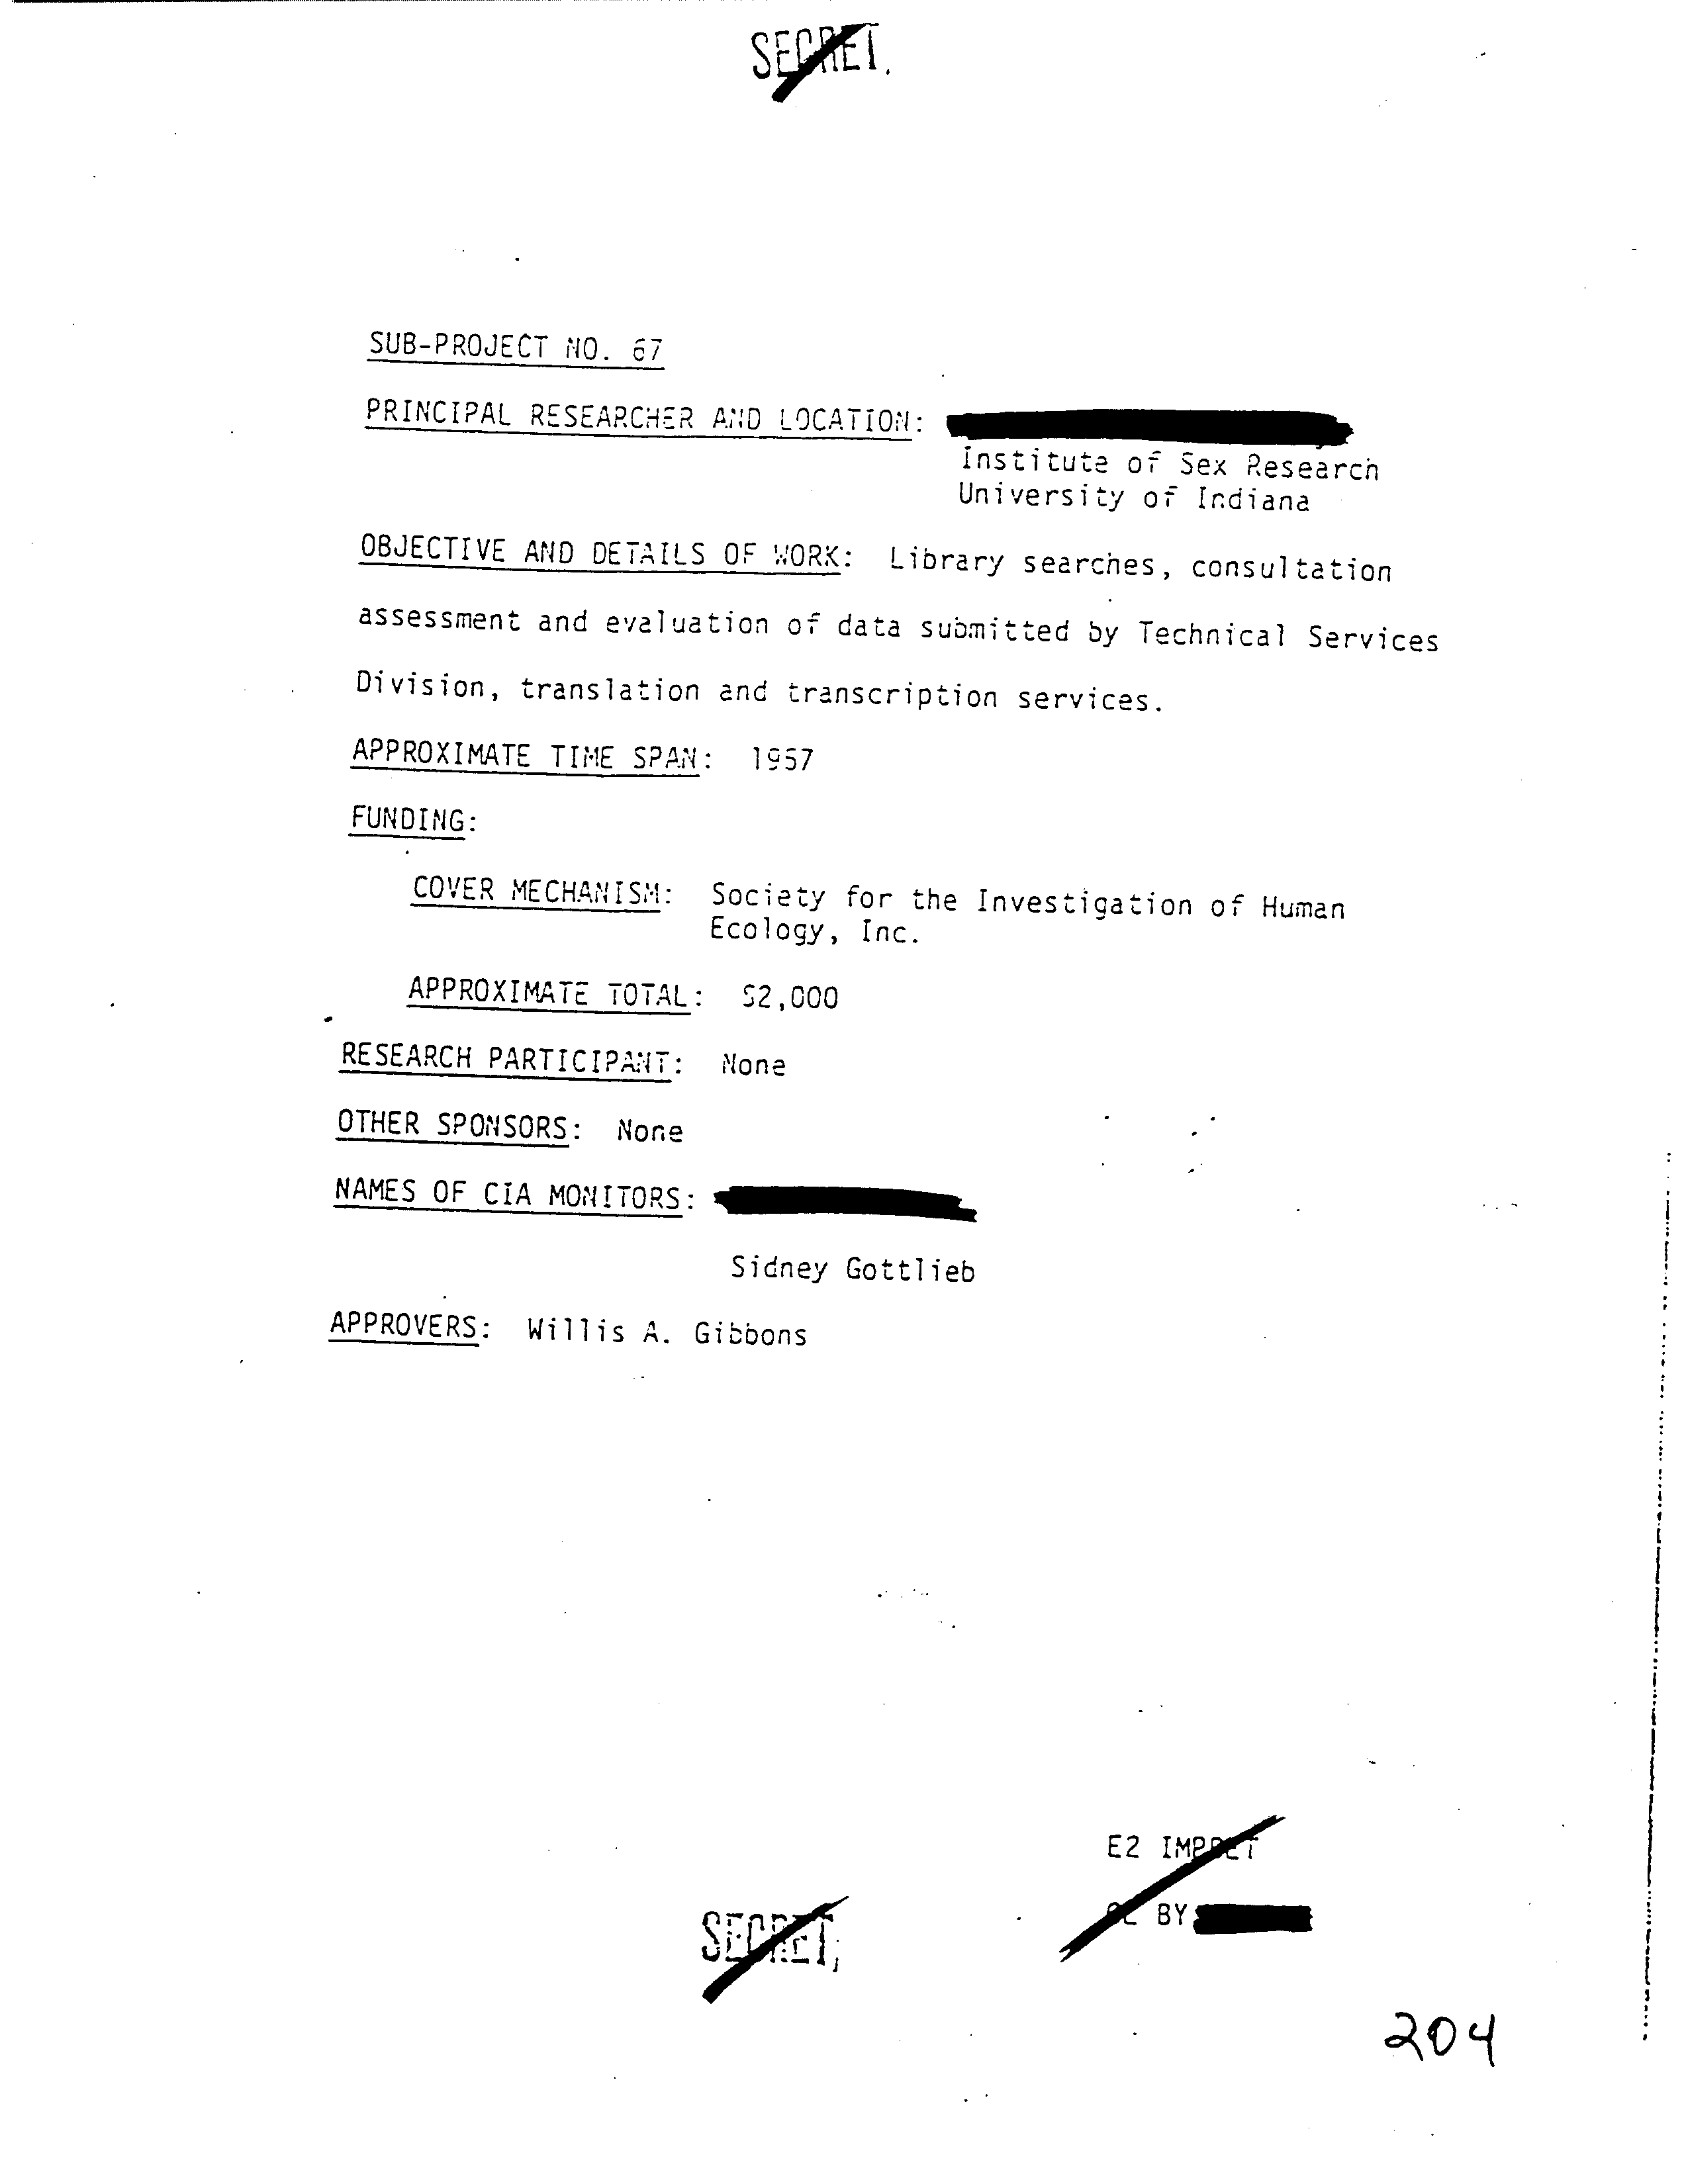 SECRET.
SUB-PROJECT NO. 67
PRINCIPAL RESEARCHER AND LOCATION:
Institute of Sex Research
University of Indiana
OBJECTIVE AND DETAILS OF WORK: Library searches, consultation
assessment and evaluation of data submitted by Technical Services
Division, translation and transcription services.
APPROXIMATE TIME SPAN: 1957
FUNDING:
COVER MECHANISM: Society for the Investigation of Human
Ecology, Inc.
APPROXIMATE TOTAL: $2,000
RESEARCH PARTICIPANT: None
OTHER SPONSORS: None
NAMES OF CIA MONITORS:
Sidney Gottlieb
APPROVERS: Willis A. Gibbons
E2 IMPDET
CL BY
SECRET
204